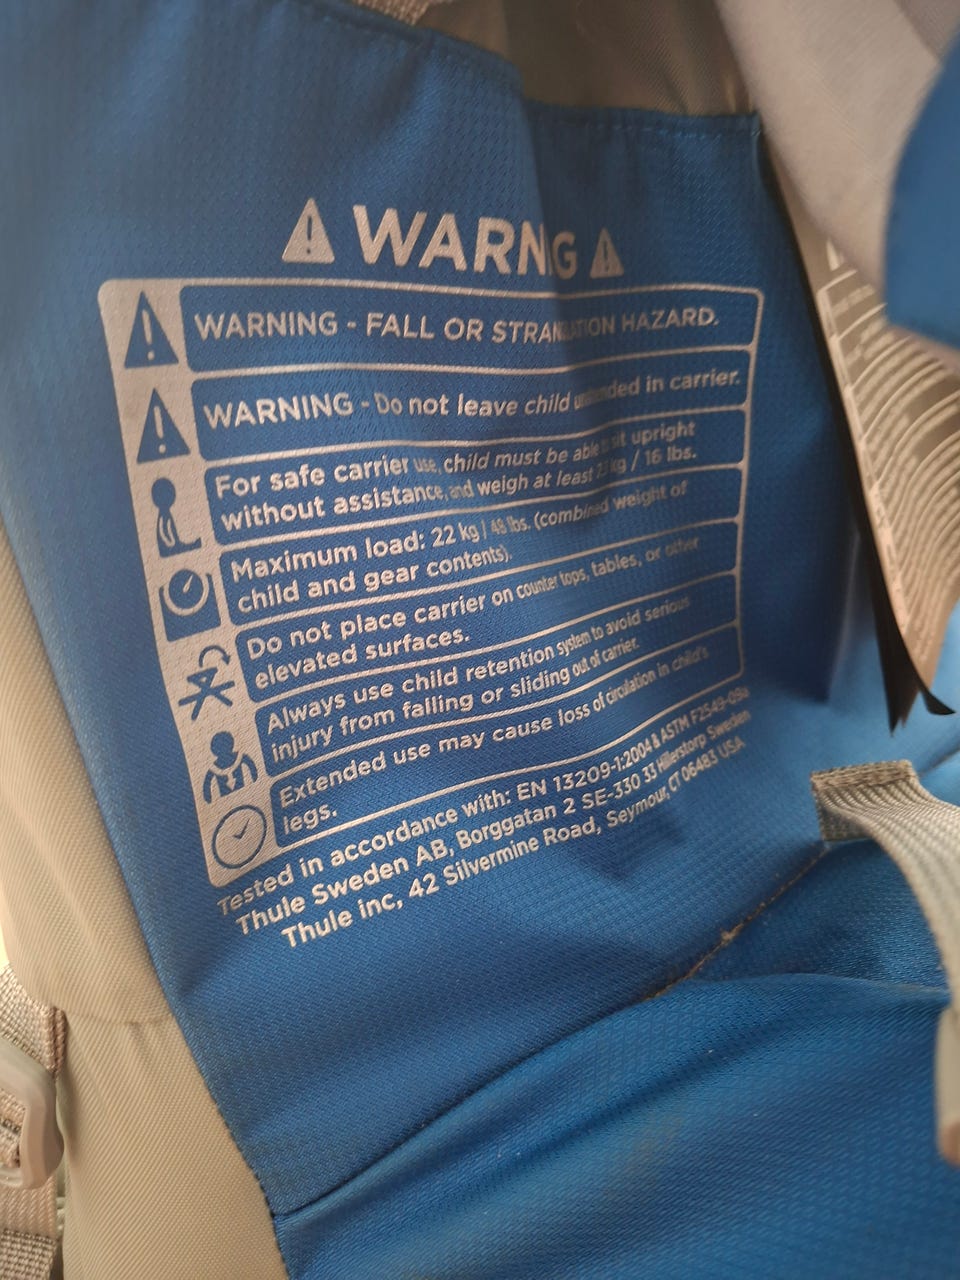 WARNING
WARNING - FALL OR STRANGULATION HAZARD.
WARNING - Do not leave child unattended in carrier.
For safe carrier use, child must be able to sit upright
without assistance, and weigh at least kg / 16 lbs.
Maximum load: 22 kg / 48 lbs. (combined weight of
child and gear contents).
Do not place carrier on counter tops, tables, or other
elevated surfaces.
Always use child retention system to avoid serious
injury from falling or sliding out of carrier.
Extended use may cause loss of circulation in child's
legs.
Tested in accordance with: EN 13209-1:2004 & ASTM F2549-09a
Thule Sweden AB, Borggatan 2 SE-330 33 Hillerstorp Sweden
Thule inc, 42 Silvermine Road, Seymour, CT 06483 USA